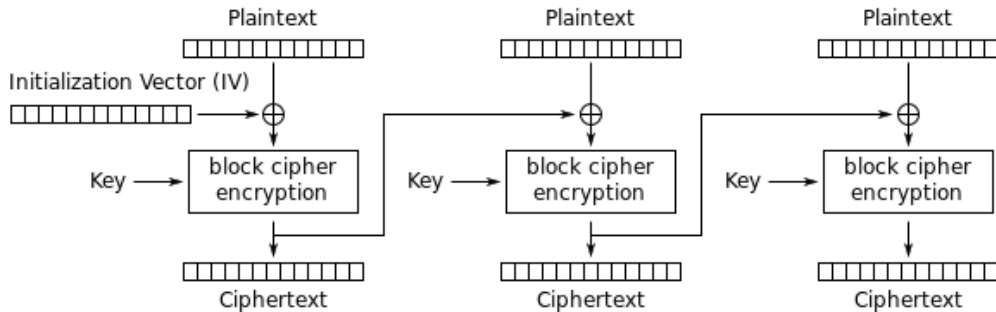 Plaintext
Plaintext
Plaintext
Initialization Vector (IV)
Key
block cipher
encryption
Key
block cipher
encryption
Key
block cipher
encryption
Ciphertext
Ciphertext
Ciphertext